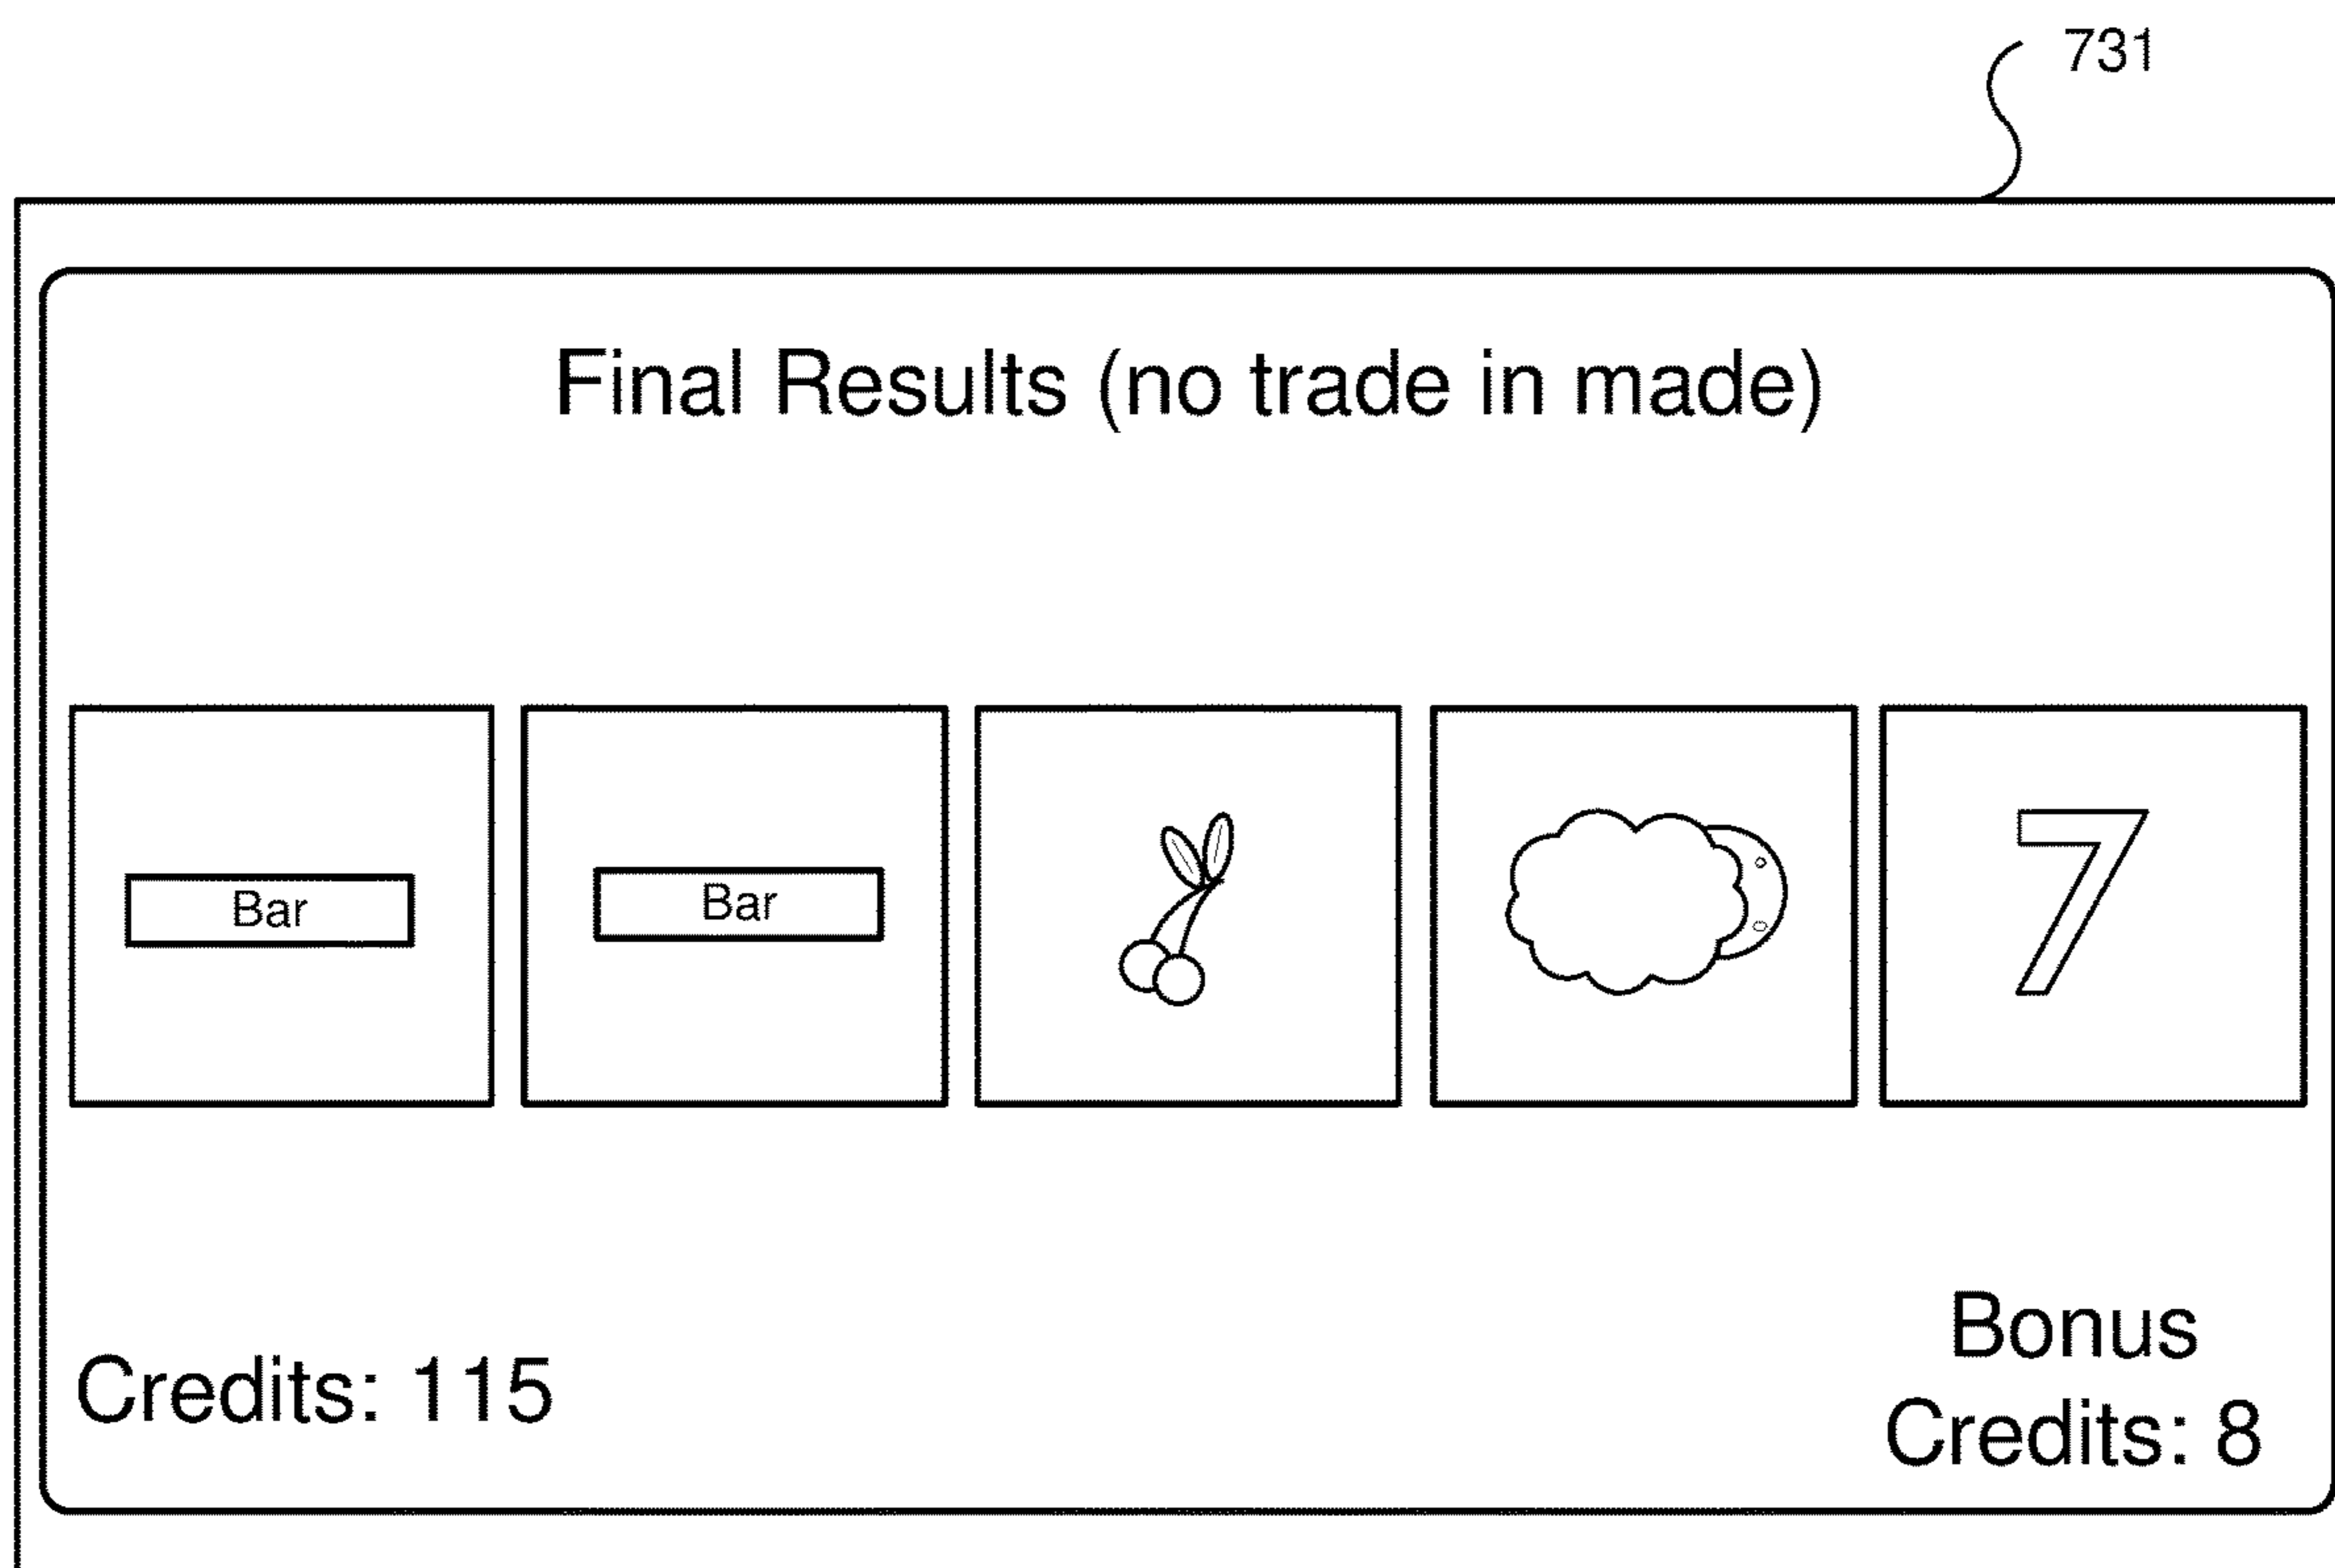 731
Final Results (no trade in made)
Bar
Bar
7
Credits: 115
Bonus
Credits: 8